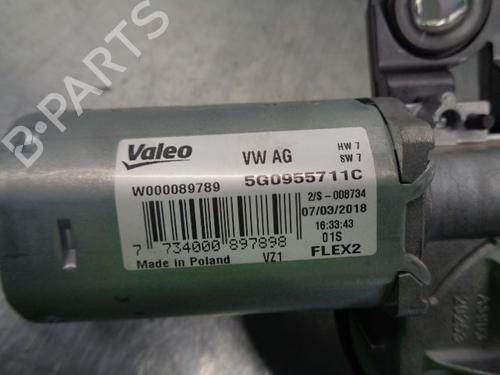 Valeo
VW AG
HW 7
SW 7
W000089789
5G0955711C
2/S -008734
07/03/2018
16:33:43
01S
7 734000 897898
FLEX2
Made in Poland
VZ1
B-PARTS